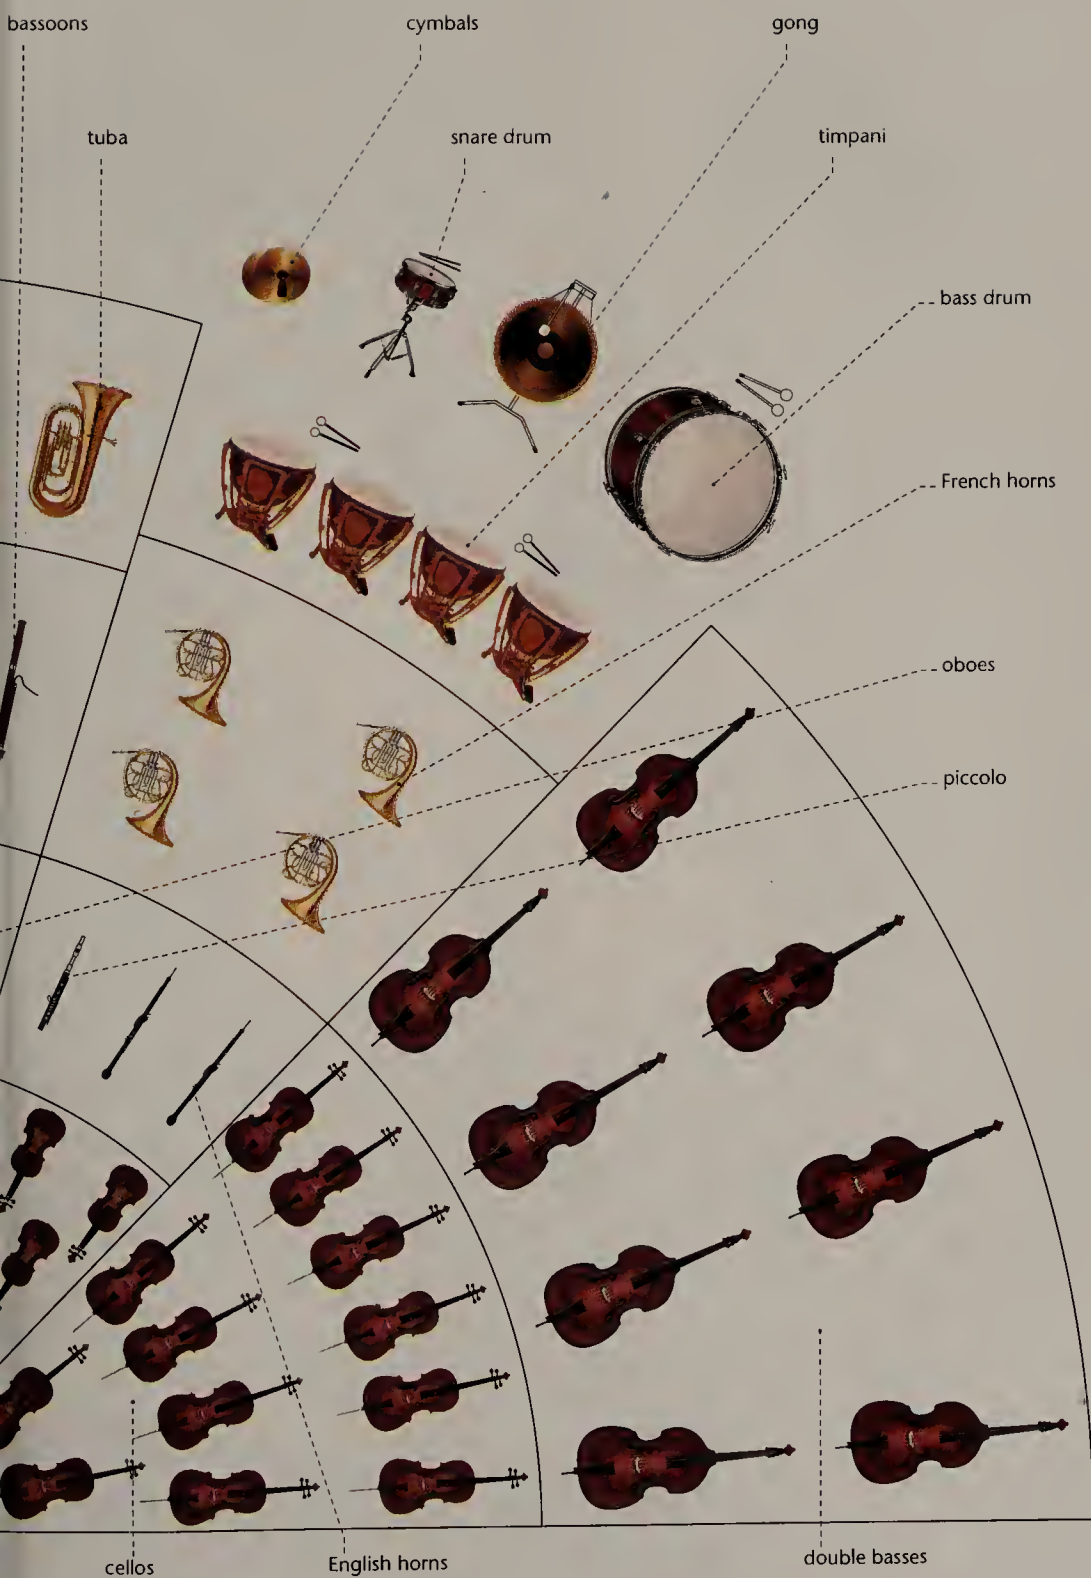 bassoons
cymbals
gong
tuba
snare drum
timpani
bass drum
French horns
oboes
piccolo
cellos
English horns
double basses